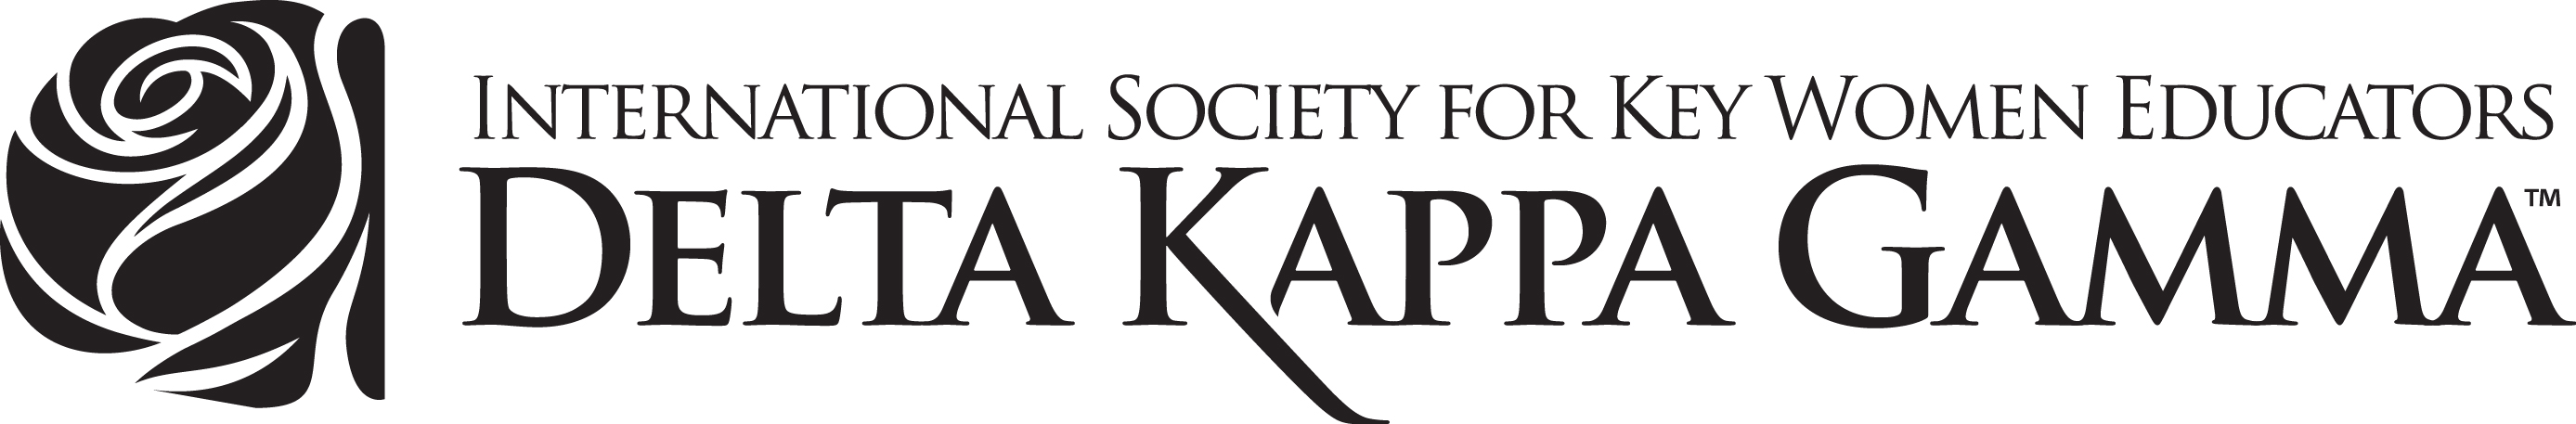 International Society for Key Women Educators
Delta Kappa Gamma™